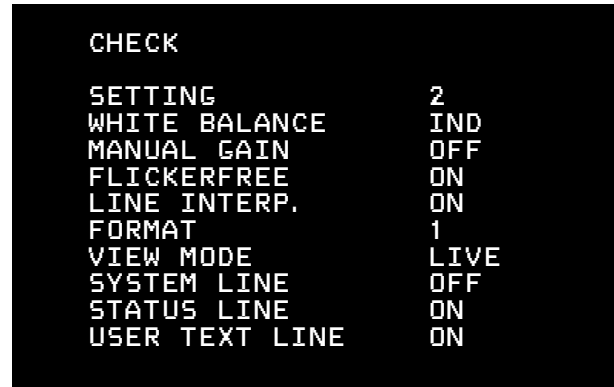 CHECK
SETTING 2
WHITE BALANCE IND
MANUAL GAIN OFF
FLICKERFREE ON
LINE INTERP. ON
FORMAT 1
VIEW MODE LIVE
SYSTEM LINE OFF
STATUS LINE ON
USER TEXT LINE ON